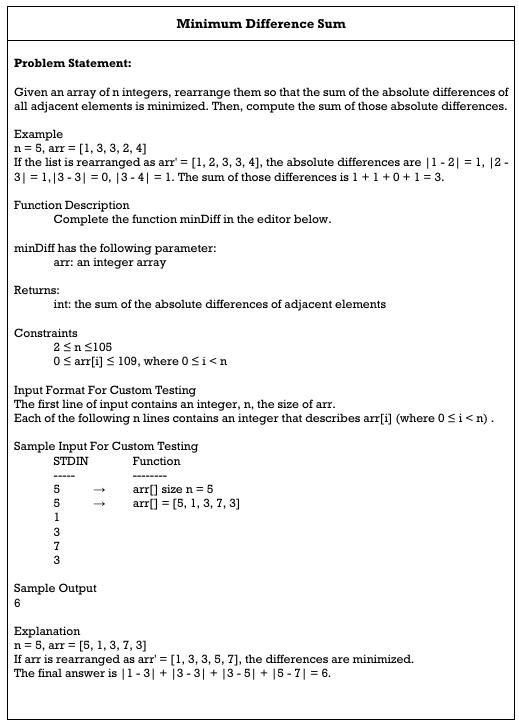 Minimum Difference Sum
Problem Statement:
Given an array of n integers, rearrange them so that the sum of the absolute differences of
all adjacent elements is minimized. Then, compute the sum of those absolute differences.
Example
n = 5, arr = [1, 3, 3, 2, 4]
If the list is rearranged as arr' = [1, 2, 3, 3, 4], the absolute differences are |1 - 2| = 1, |2 -
3| = 1, |3 - 3| = 0, |3 - 4| = 1. The sum of those differences is 1 + 1 + 0 + 1 = 3.
Function Description
Complete the function minDiff in the editor below.
minDiff has the following parameter:
arr: an integer array
Returns:
int: the sum of the absolute differences of adjacent elements
Constraints
2 ≤ n ≤105
0 ≤ arr[i] ≤ 109, where 0 ≤ i < n
Input Format For Custom Testing
The first line of input contains an integer, n, the size of arr.
Each of the following n lines contains an integer that describes arr[i] (where 0 ≤ i < n) .
Sample Input For Custom Testing
STDIN Function
----- --------
5 → arr[] size n = 5
5 → arr[] = [5, 1, 3, 7, 3]
1
3
7
3
Sample Output
6
Explanation
n = 5, arr = [5, 1, 3, 7, 3]
If arr is rearranged as arr' = [1, 3, 3, 5, 7], the differences are minimized.
The final answer is |1 - 3| + |3 - 3| + |3 - 5| + |5 - 7| = 6.